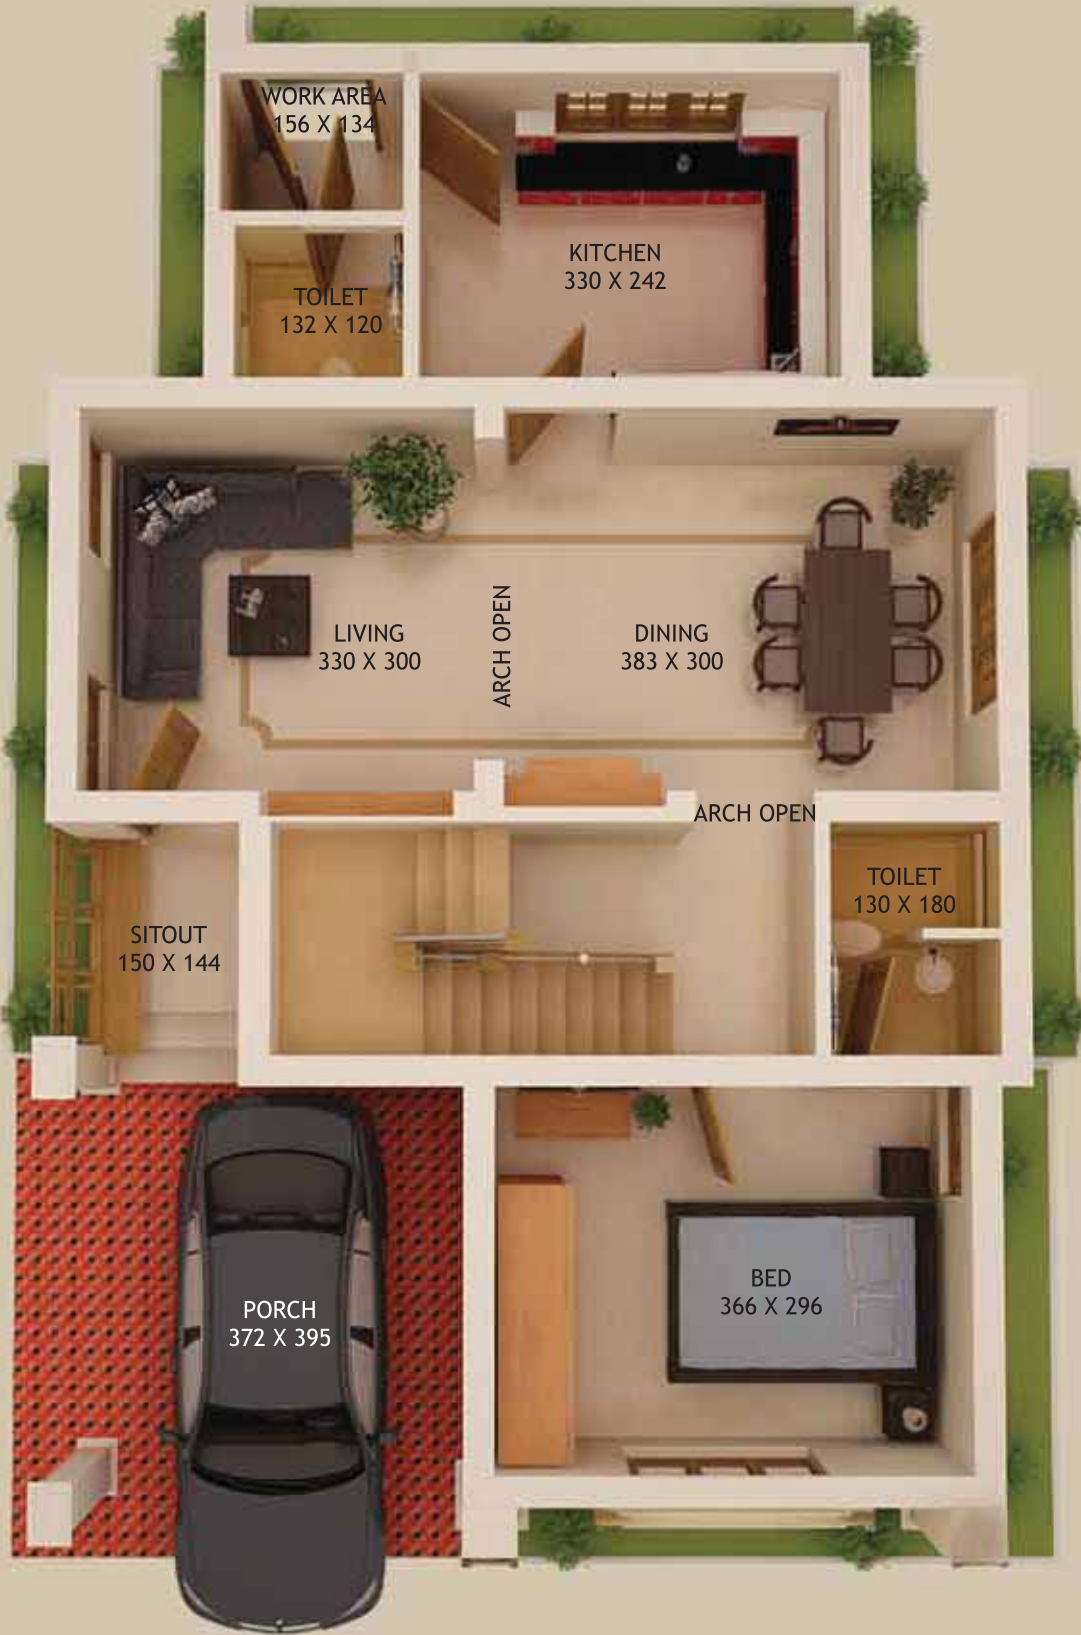 WORK AREA
156 X 134
KITCHEN
330 X 242
TOILET
132 X 120
LIVING
330 X 300
ARCH OPEN
DINING
383 X 300
ARCH OPEN
TOILET
130 X 180
SITOUT
150 X 144
BED
366 X 296
PORCH
372 X 395